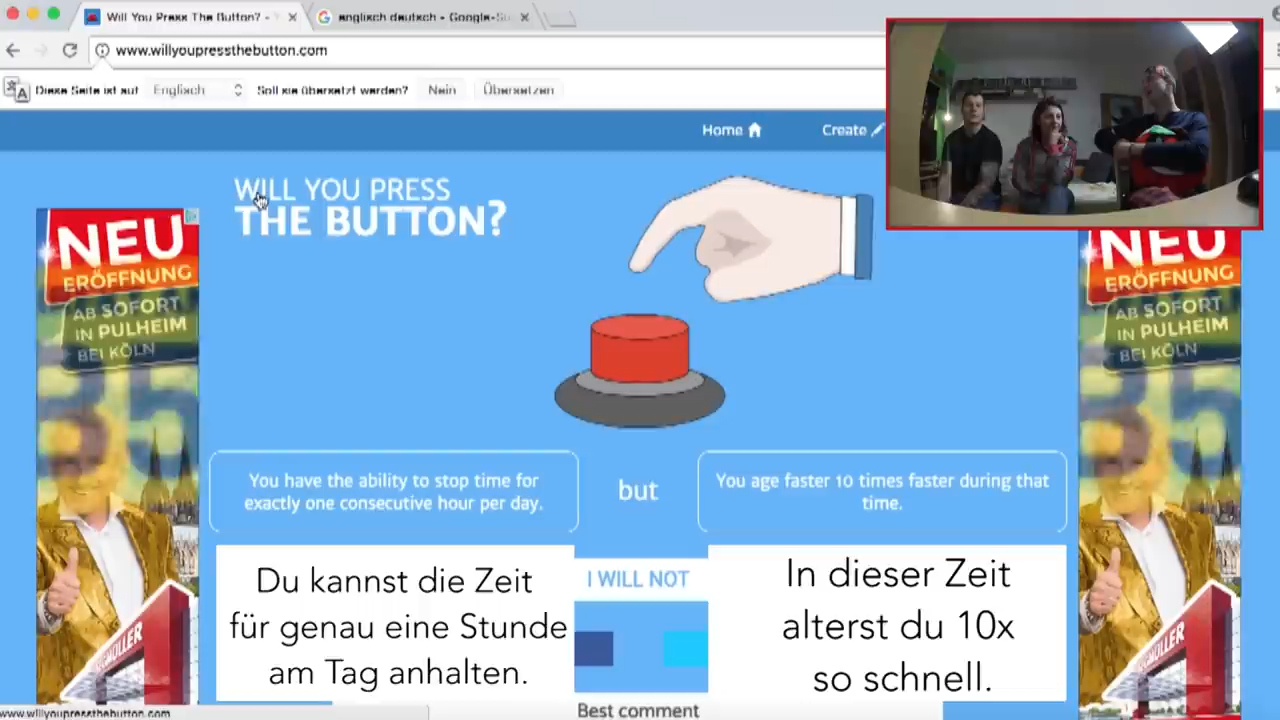 Will You Press The Button? -
englisch deutsch - Google-Su
www.willyoupressthebutton.com
Diese Seite ist auf Englisch Soll sie übersetzt werden? Nein Übersetzen
Home
Create
WILL YOU PRESS
THE BUTTON?
NEU
ERÖFFNUNG
AB SOFORT
IN PULHEIM
BEI KÖLN
NEU
ERÖFFNUNG
AB SOFORT
IN PULHEIM
BEI KÖLN
You have the ability to stop time for
exactly one consecutive hour per day.
but
You age faster 10 times faster during that
time.
Du kannst die Zeit
für genau eine Stunde
am Tag anhalten.
I WILL NOT
In dieser Zeit
alterst du 10x
so schnell.
Best comment
www.willyoupressthebutton.com